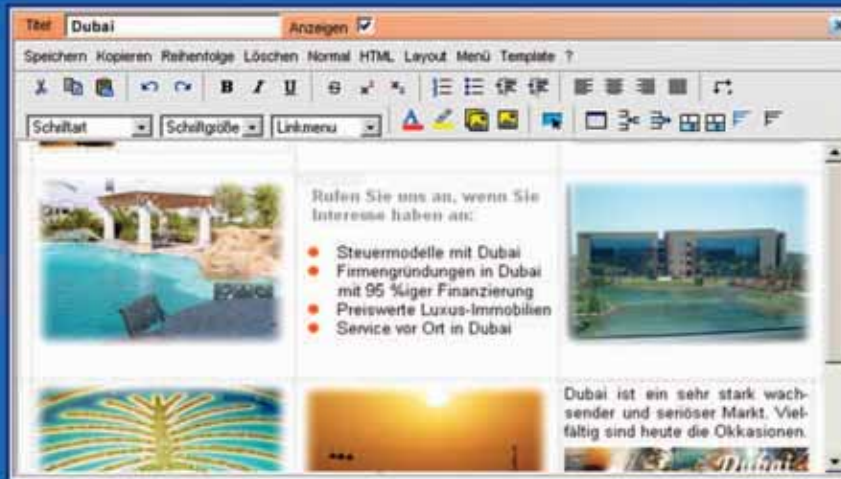 Titel Dubai Anzeigen
Speichern Kopieren Reihenfolge Löschen Normal HTML Layout Menü Template ?
B I U S x² x₂
Schriftart Schriftgröße Linkmenu
Rufen Sie uns an, wenn Sie
Interesse haben an:
Steuermodelle mit Dubai
Firmengründungen in Dubai
mit 95 %iger Finanzierung
Preiswerte Luxus-Immobilien
Service vor Ort in Dubai
Dubai ist ein sehr stark wach-
sender und seriöser Markt. Viel-
fältig sind heute die Okkasionen.
Dubai